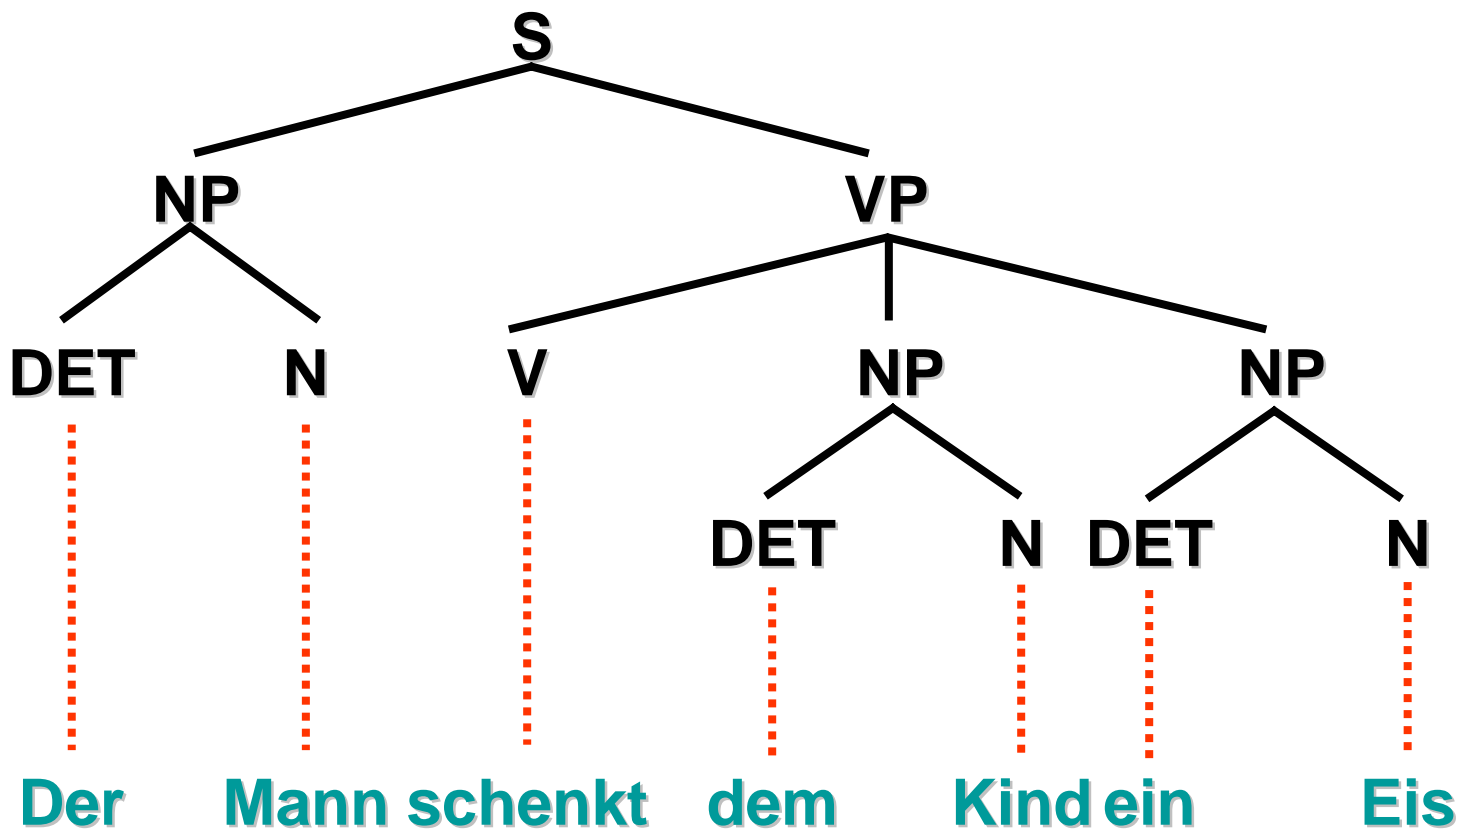 S
NP VP
DET N V NP NP
DET N DET N
Der Mann schenkt dem Kind ein Eis